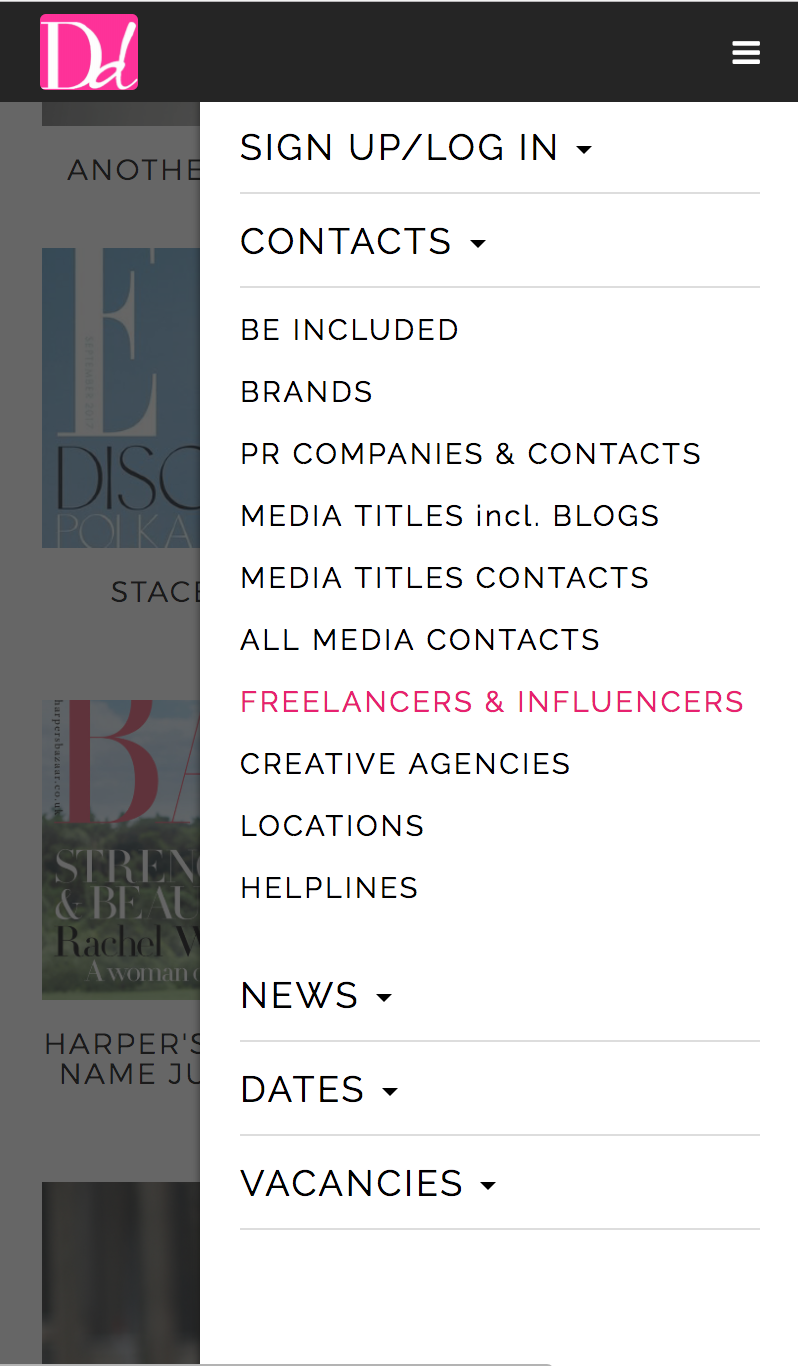 Dd
SIGN UP/LOG IN
CONTACTS
BE INCLUDED
BRANDS
PR COMPANIES & CONTACTS
MEDIA TITLES incl. BLOGS
MEDIA TITLES CONTACTS
ALL MEDIA CONTACTS
FREELANCERS & INFLUENCERS
CREATIVE AGENCIES
LOCATIONS
HELPLINES
NEWS
DATES
VACANCIES
ANOTHE
E
DISC
POLKA
STACE
harpersbazaar.co.uk
BA
STREN
& BEAU
Rachel W
A woman o
HARPER'S
NAME JU